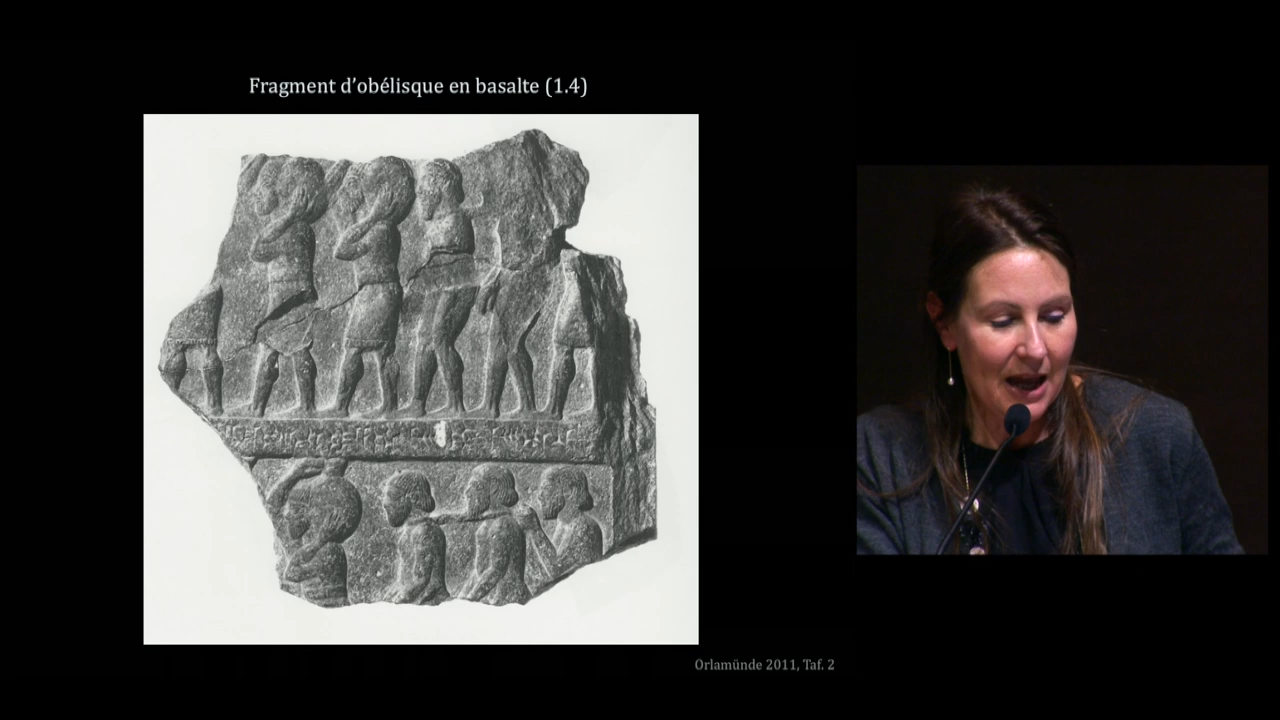 Fragment d’obélisque en basalte (1.4)
Orlamünde 2011, Taf. 2